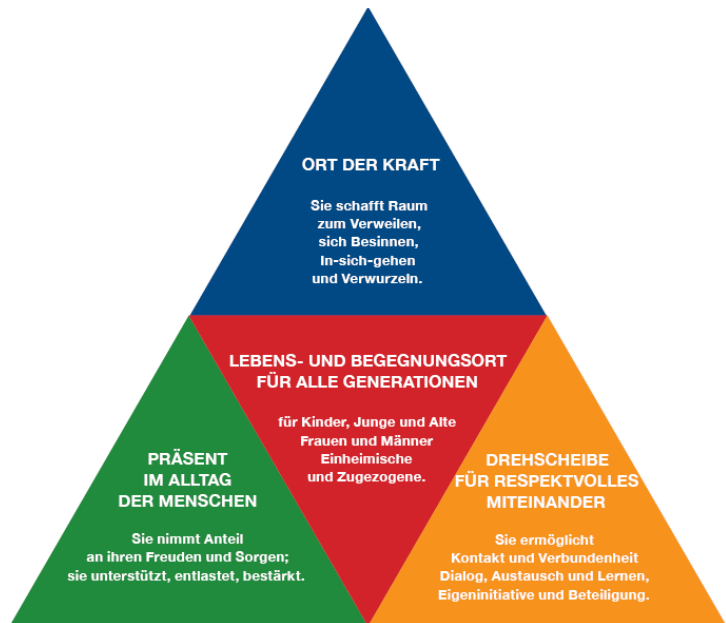 ORT DER KRAFT
Sie schafft Raum
zum Verweilen,
sich Besinnen,
In-sich-gehen
und Verwurzeln.
LEBENS- UND BEGEGNUNGSORT
FÜR ALLE GENERATIONEN
für Kinder, Junge und Alte
Frauen und Männer
Einheimische
und Zugezogene.
PRÄSENT
IM ALLTAG
DER MENSCHEN
Sie nimmt Anteil
an ihren Freuden und Sorgen;
sie unterstützt, entlastet, bestärkt.
DREHSCHEIBE
FÜR RESPEKTVOLLES
MITEINANDER
Sie ermöglicht
Kontakt und Verbundenheit
Dialog, Austausch und Lernen,
Eigeninitiative und Beteiligung.